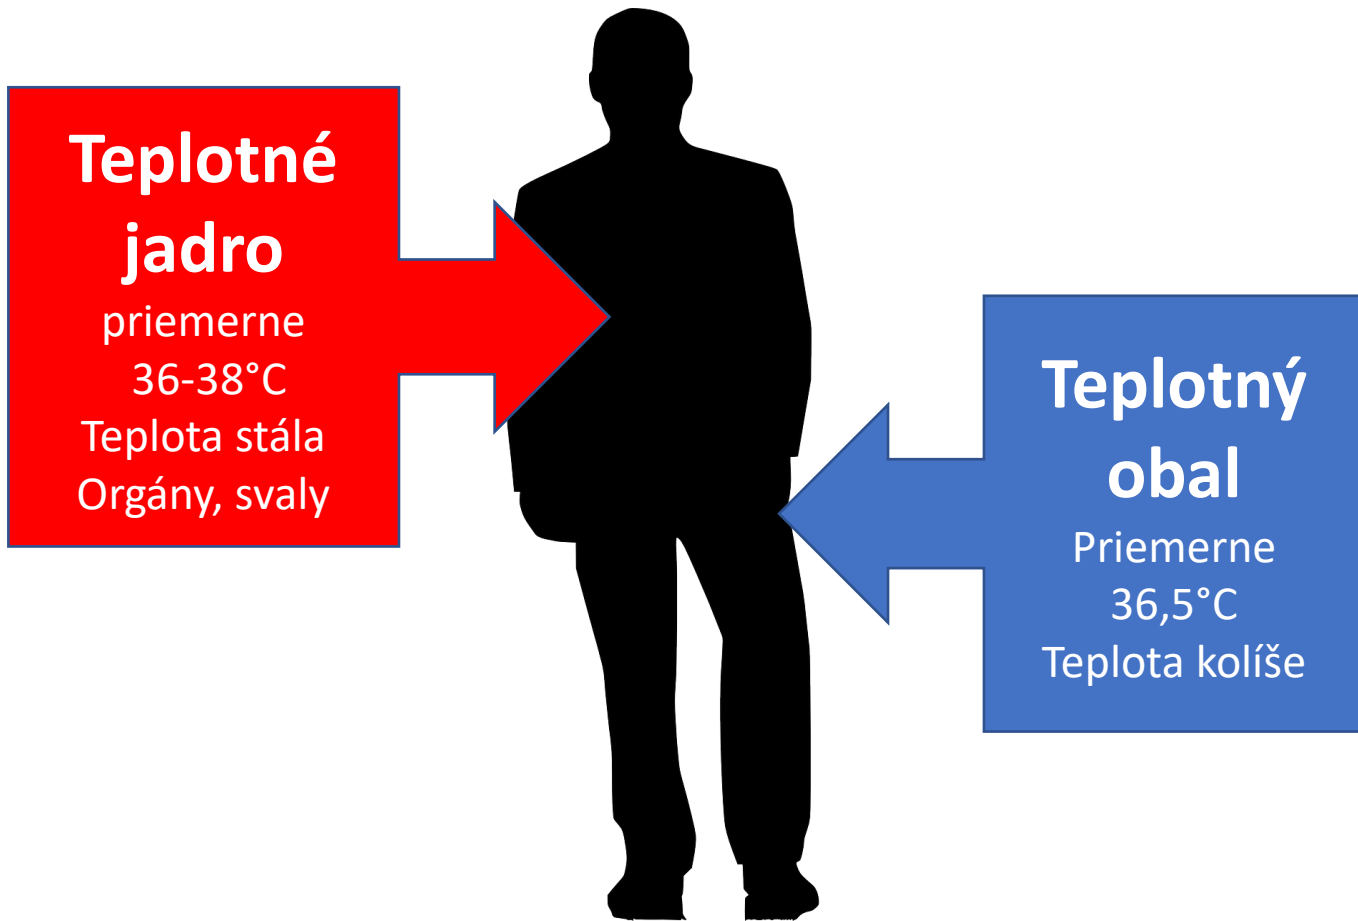 Teplotné
jadro
priemerne
36-38°C
Teplota stála
Orgány, svaly
Teplotný
obal
Priemerne
36,5°C
Teplota kolíše